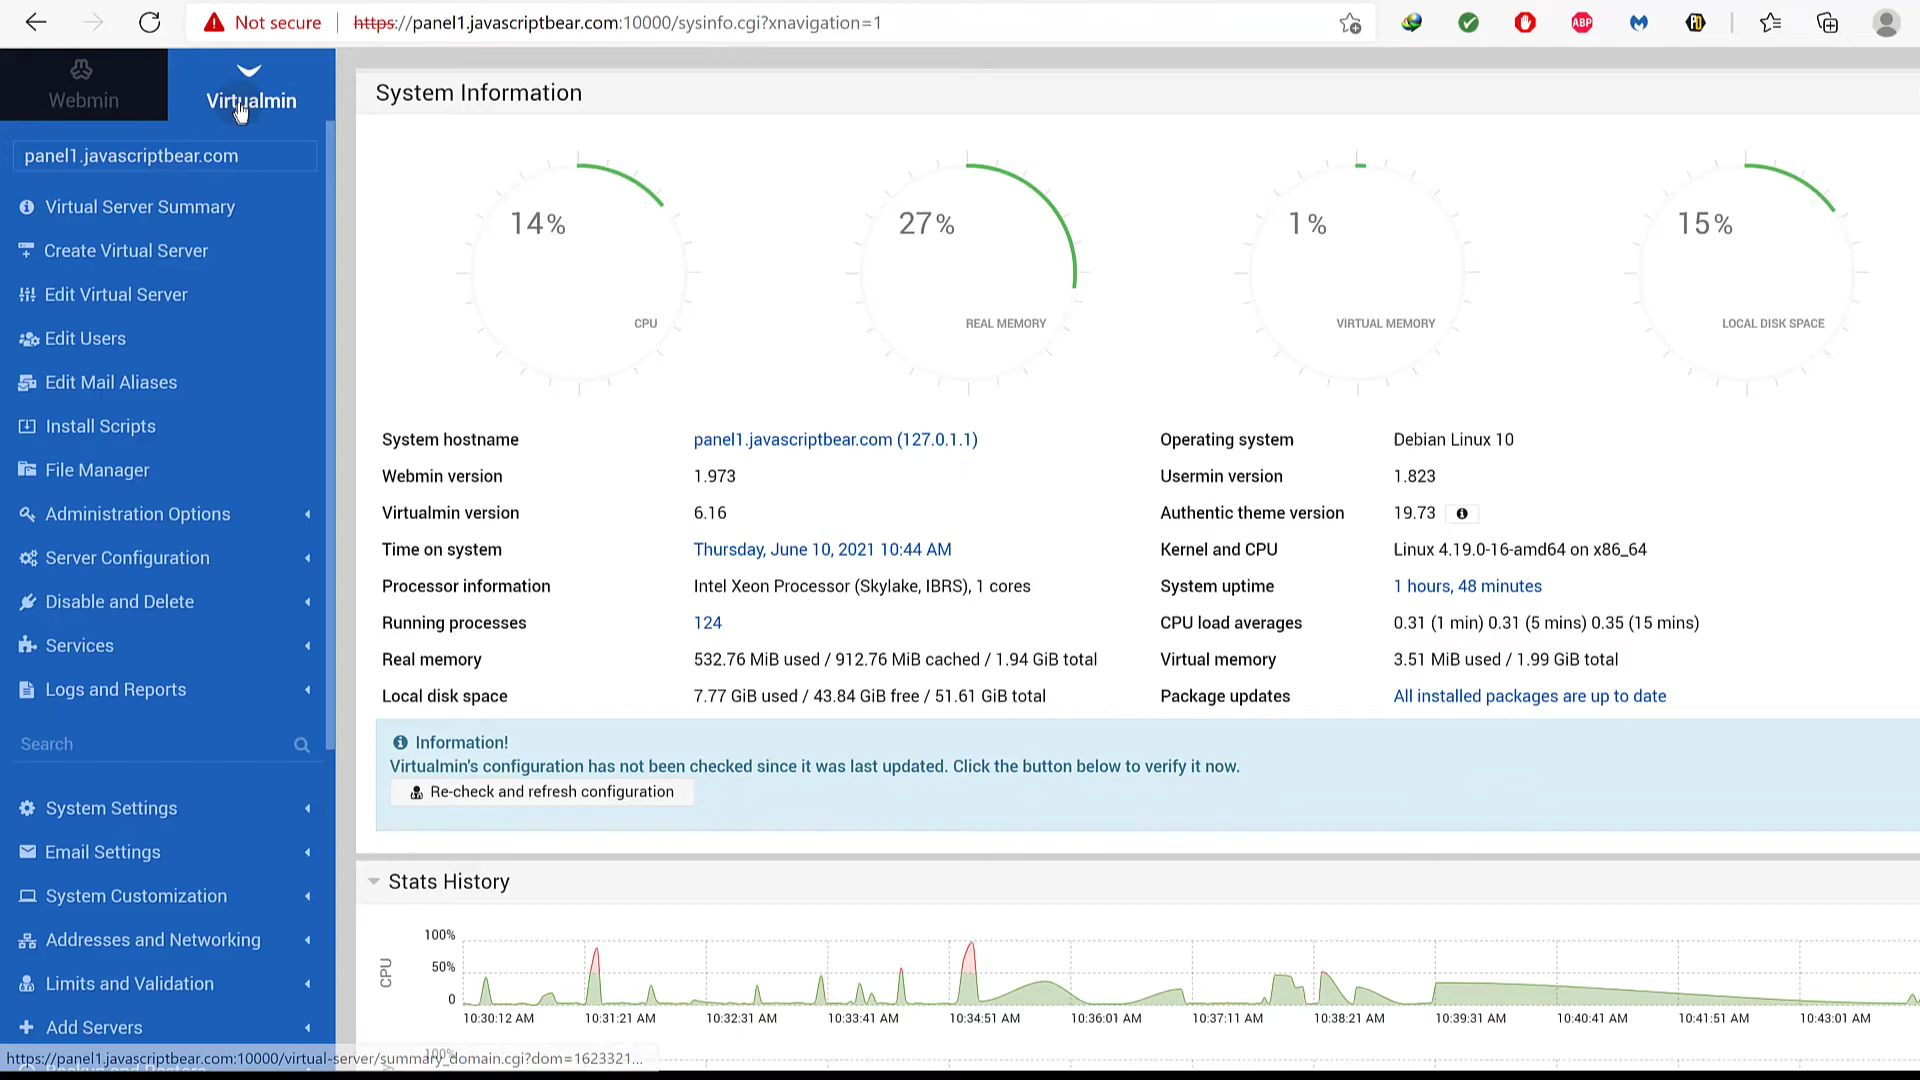 Not secure
https://panel1.javascriptbear.com:10000/sysinfo.cgi?xnavigation=1
ABP
Webmin
Virtualmin
panel1.javascriptbear.com
Virtual Server Summary
Create Virtual Server
Edit Virtual Server
Edit Users
Edit Mail Aliases
Install Scripts
File Manager
Administration Options
Server Configuration
Disable and Delete
Services
Logs and Reports
Search
System Settings
Email Settings
System Customization
Addresses and Networking
Limits and Validation
Add Servers
https://panel1.javascriptbear.com:10000/virtual-server/summary_domain.cgi?dom=1623321...
System Information
14%
CPU
27%
REAL MEMORY
1%
VIRTUAL MEMORY
15%
LOCAL DISK SPACE
System hostname panel1.javascriptbear.com (127.0.1.1) Operating system Debian Linux 10
Webmin version 1.973 Usermin version 1.823
Virtualmin version 6.16 Authentic theme version 19.73
Time on system Thursday, June 10, 2021 10:44 AM Kernel and CPU Linux 4.19.0-16-amd64 on x86_64
Processor information Intel Xeon Processor (Skylake, IBRS), 1 cores System uptime 1 hours, 48 minutes
Running processes 124 CPU load averages 0.31 (1 min) 0.31 (5 mins) 0.35 (15 mins)
Real memory 532.76 MiB used / 912.76 MiB cached / 1.94 GiB total Virtual memory 3.51 MiB used / 1.99 GiB total
Local disk space 7.77 GiB used / 43.84 GiB free / 51.61 GiB total Package updates All installed packages are up to date
Information!
Virtualmin's configuration has not been checked since it was last updated. Click the button below to verify it now.
Re-check and refresh configuration
Stats History
CPU
100%
50%
0
10:30:12 AM 10:31:21 AM 10:32:31 AM 10:33:41 AM 10:34:51 AM 10:36:01 AM 10:37:11 AM 10:38:21 AM 10:39:31 AM 10:40:41 AM 10:41:51 AM 10:43:01 AM
100%